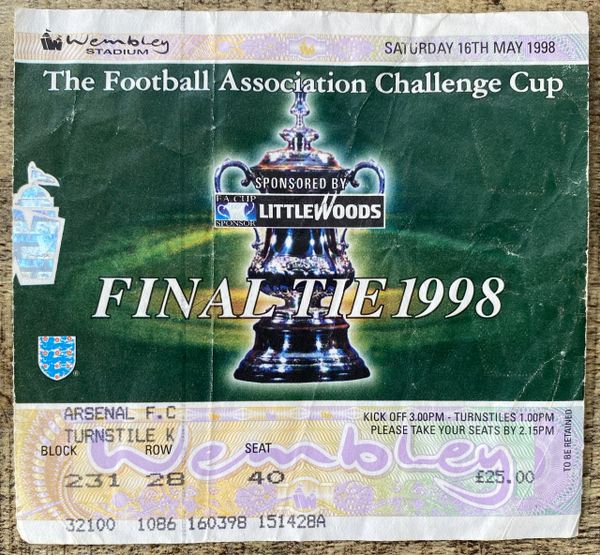 Wembley
STADIUM
SATURDAY 16TH MAY 1998
The Football Association Challenge Cup
SPONSORED BY
F.A. CUP
SPONSOR
LITTLEWOODS
FINAL TIE 1998
ARSENAL F.C
KICK OFF 3.00PM - TURNSTILES 1.00PM
TURNSTILE K
PLEASE TAKE YOUR SEATS BY 2.15PM
BLOCK ROW SEAT
Wembley
231 28 40 £25.00
TO BE RETAINED
32100 1086 160398 151428A